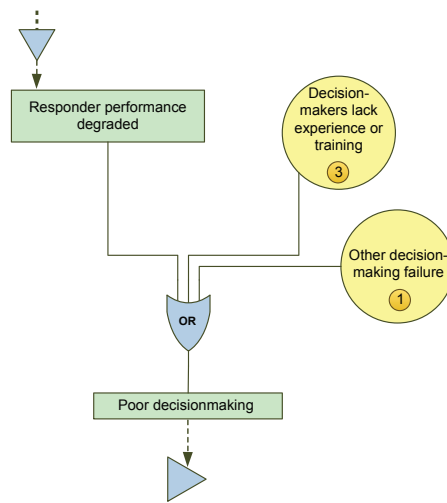 Responder performance
degraded
Decision-
makers lack
experience or
training
3
Other decision-
making failure
1
OR
Poor decisionmaking